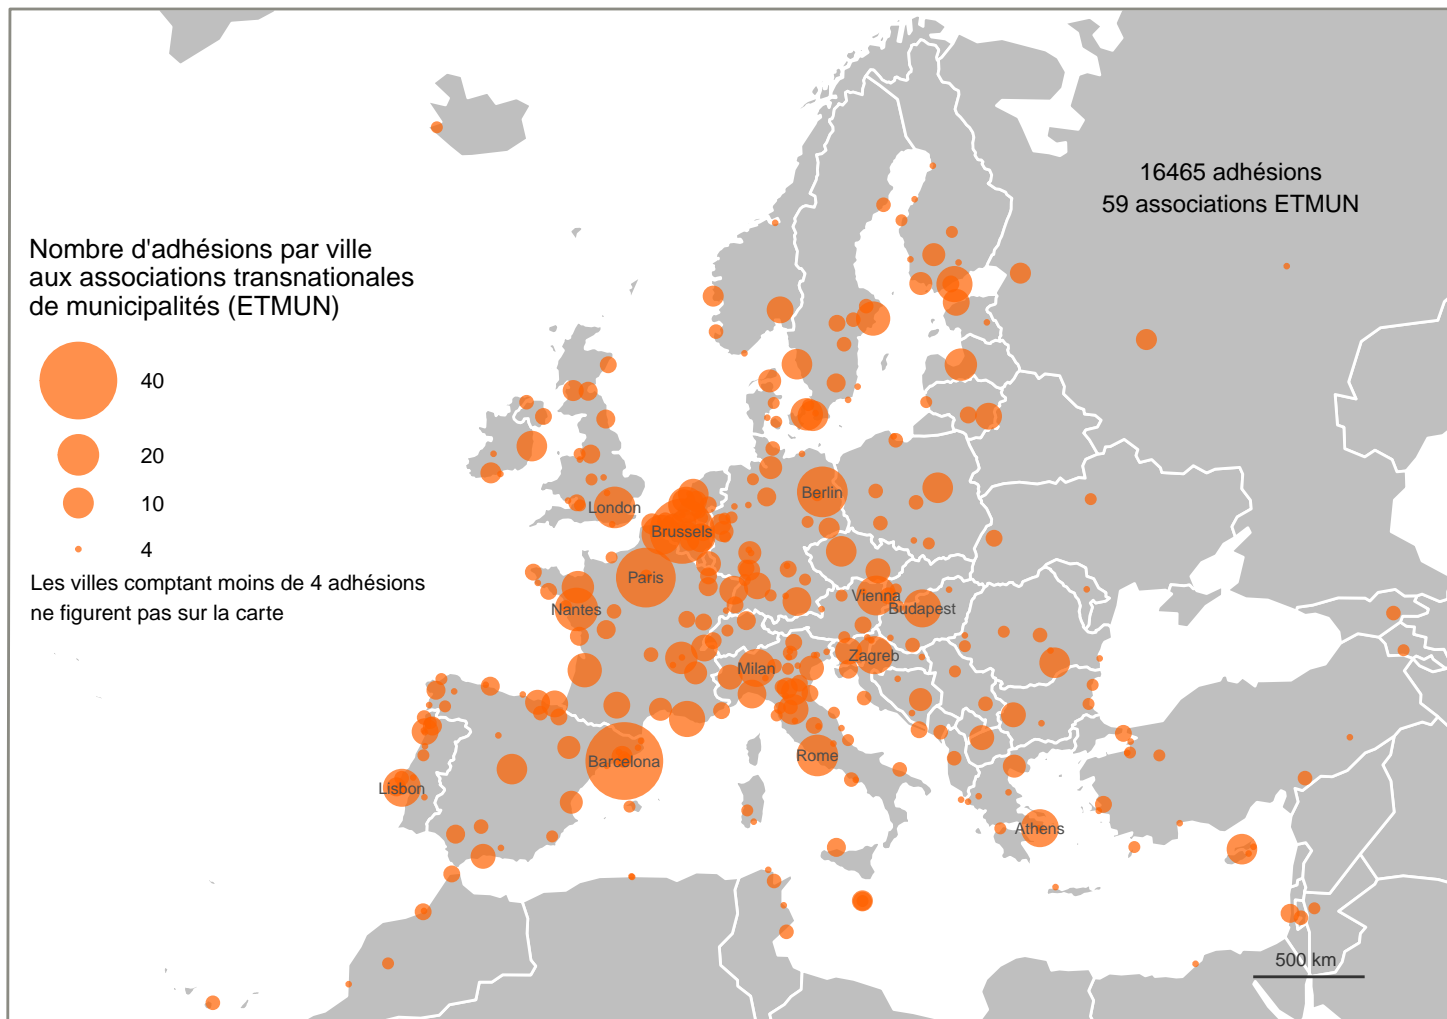 16465 adhésions
59 associations ETMUN
Nombre d'adhésions par ville
aux associations transnationales
de municipalités (ETMUN)
40
20
10
4
Les villes comptant moins de 4 adhésions
ne figurent pas sur la carte
Berlin
London
Brussels
Paris
Nantes
Vienna
Budapest
Zagreb
Milan
Rome
Barcelona
Lisbon
Athens
500 km